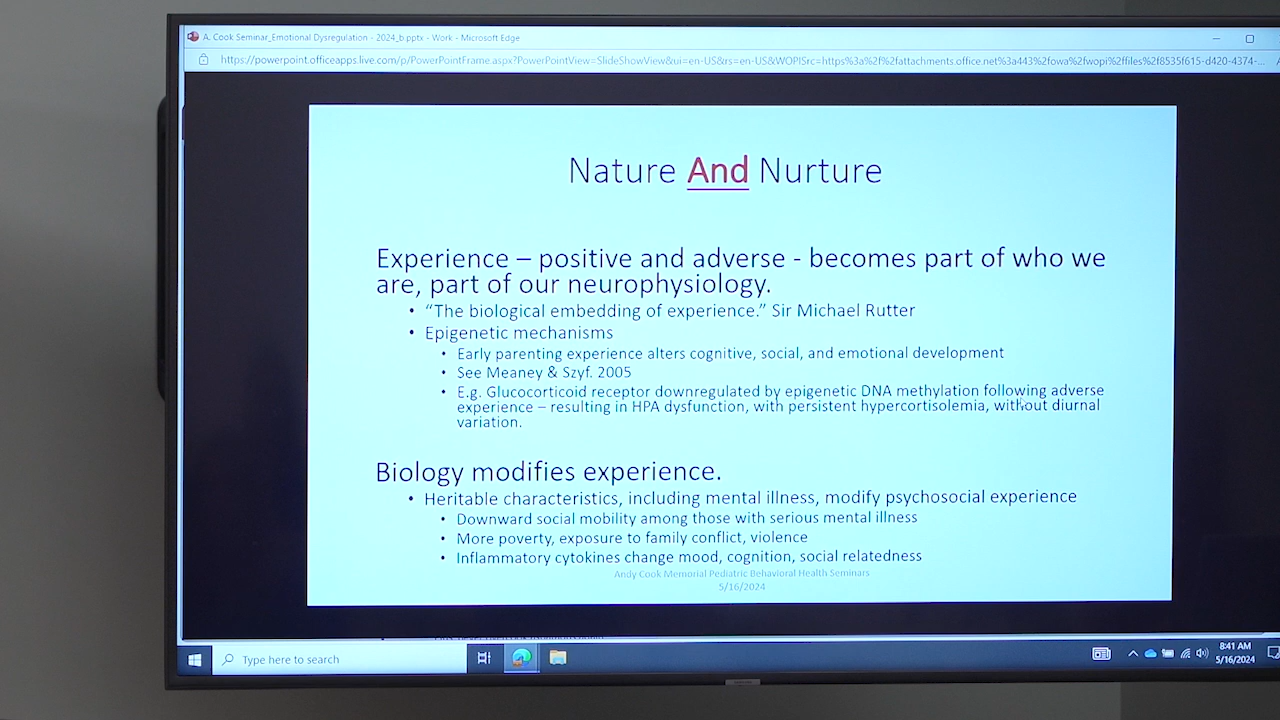 A. Cook Seminar_Emotional Dysregulation - 2024_b.pptx - Work - Microsoft Edge
https://powerpoint.officeapps.live.com/p/PowerPointFrame.aspx?PowerPointView=SlideShowView&ui=en-US&rs=en-US&WOPISrc=https%3a%2f%2fattachments.office.net%3a443%2fowa%2fwopi%2ffiles%2f8535f615-d420-4374-...
Nature And Nurture
Experience – positive and adverse - becomes part of who we
are, part of our neurophysiology.
• “The biological embedding of experience.” Sir Michael Rutter
• Epigenetic mechanisms
• Early parenting experience alters cognitive, social, and emotional development
• See Meaney & Szyf. 2005
• E.g. Glucocorticoid receptor downregulated by epigenetic DNA methylation following adverse
experience – resulting in HPA dysfunction, with persistent hypercortisolemia, without diurnal
variation.
Biology modifies experience.
• Heritable characteristics, including mental illness, modify psychosocial experience
• Downward social mobility among those with serious mental illness
• More poverty, exposure to family conflict, violence
• Inflammatory cytokines change mood, cognition, social relatedness
Andy Cook Memorial Pediatric Behavioral Health Seminars
5/16/2024
Type here to search
8:41 AM
5/16/2024